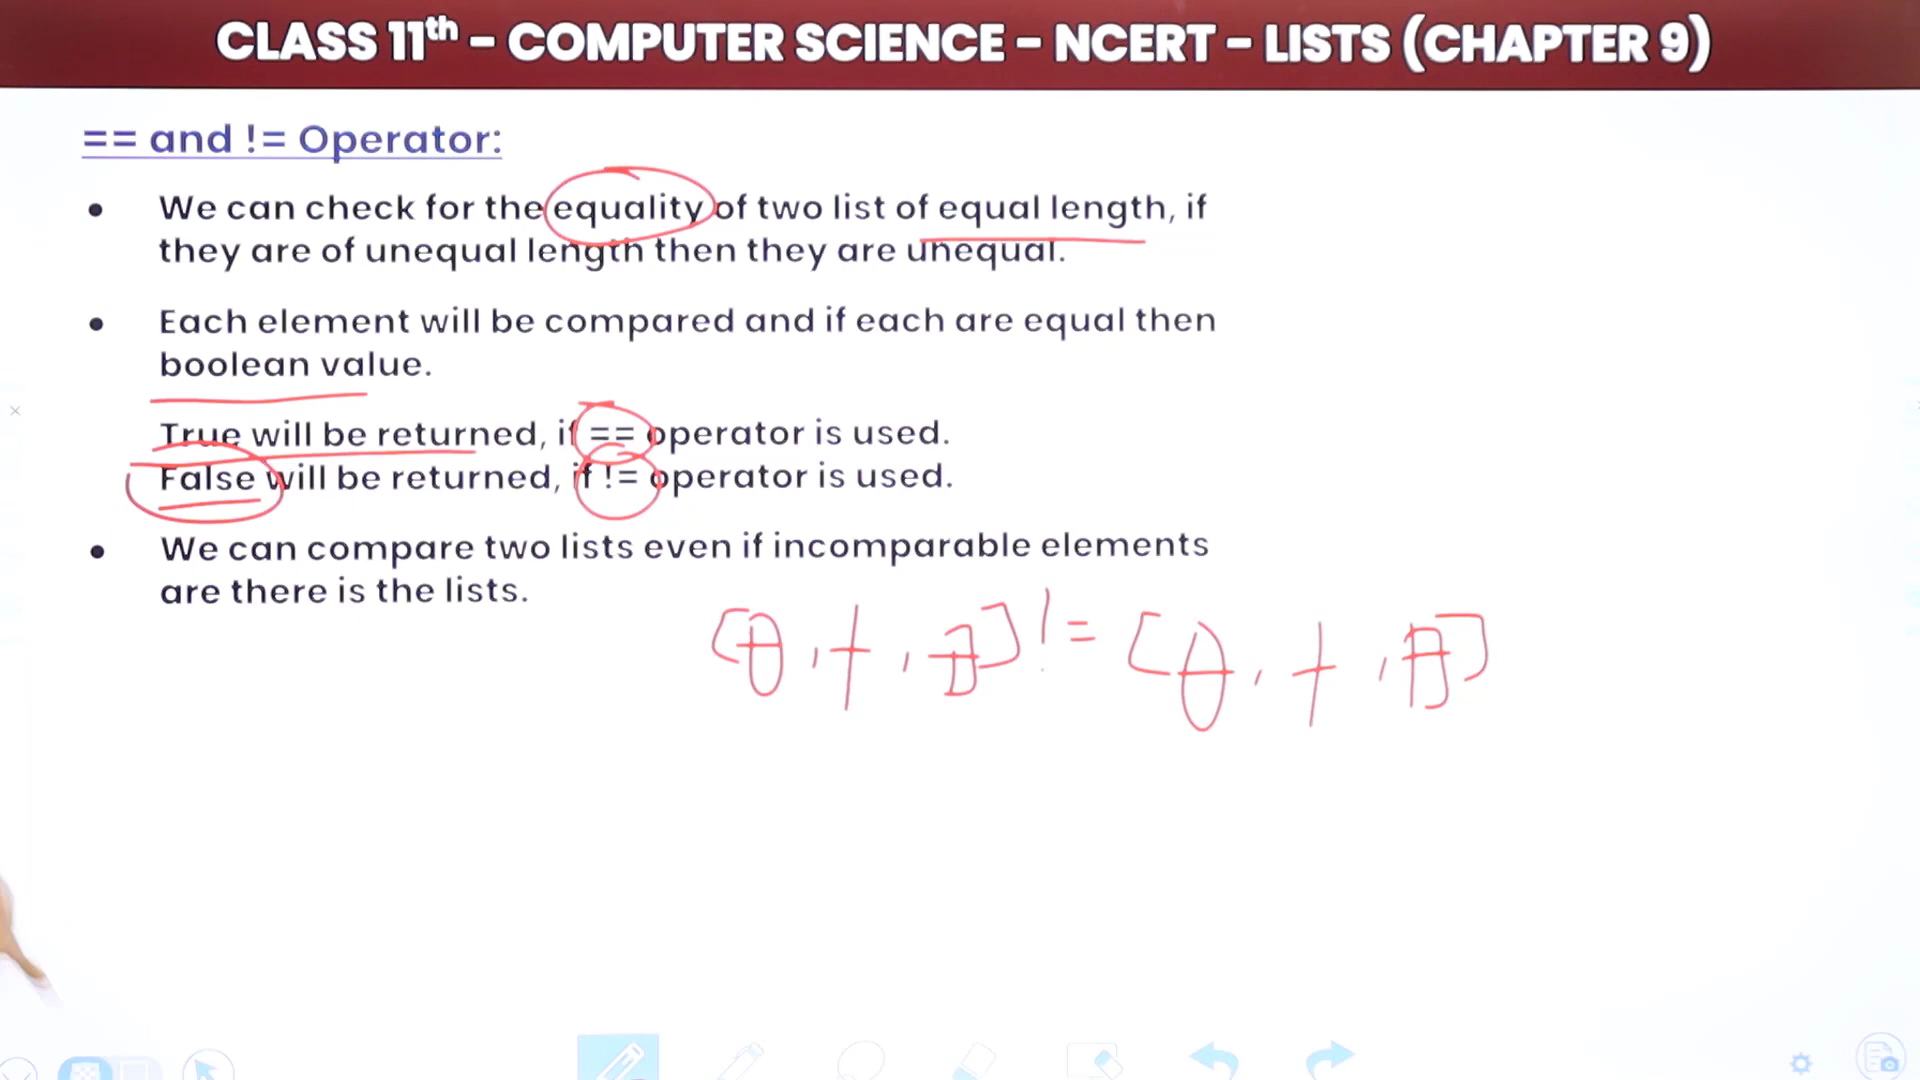 CLASS 11th – COMPUTER SCIENCE – NCERT – LISTS (CHAPTER 9)
== and != Operator:
• We can check for the equality of two list of equal length, if
they are of unequal length then they are unequal.
• Each element will be compared and if each are equal then
boolean value.
True will be returned, if == operator is used.
False will be returned, if != operator is used.
• We can compare two lists even if incomparable elements
are there is the lists.